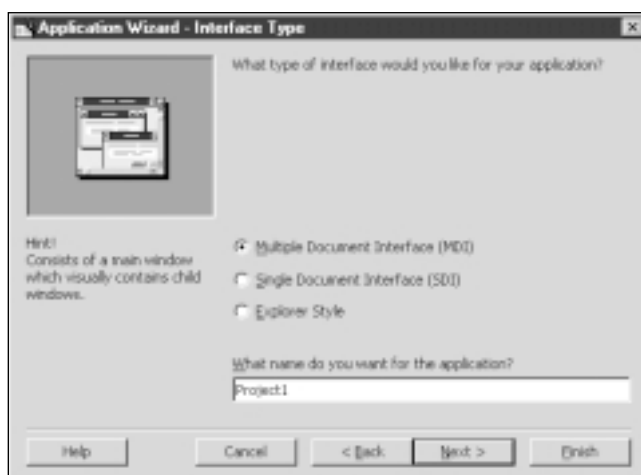 Application Wizard - Interface Type
What type of interface would you like for your application?
Hint!
Consists of a main window
which visually contains child
windows.
Multiple Document Interface (MDI)
Single Document Interface (SDI)
Explorer Style
What name do you want for the application?
Project1
Help
Cancel
< Back
Next >
Finish